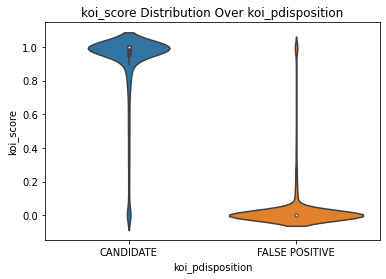 koi_score Distribution Over koi_pdisposition
1.0
0.8
0.6
0.4
0.2
0.0
koi_score
CANDIDATE
FALSE POSITIVE
koi_pdisposition